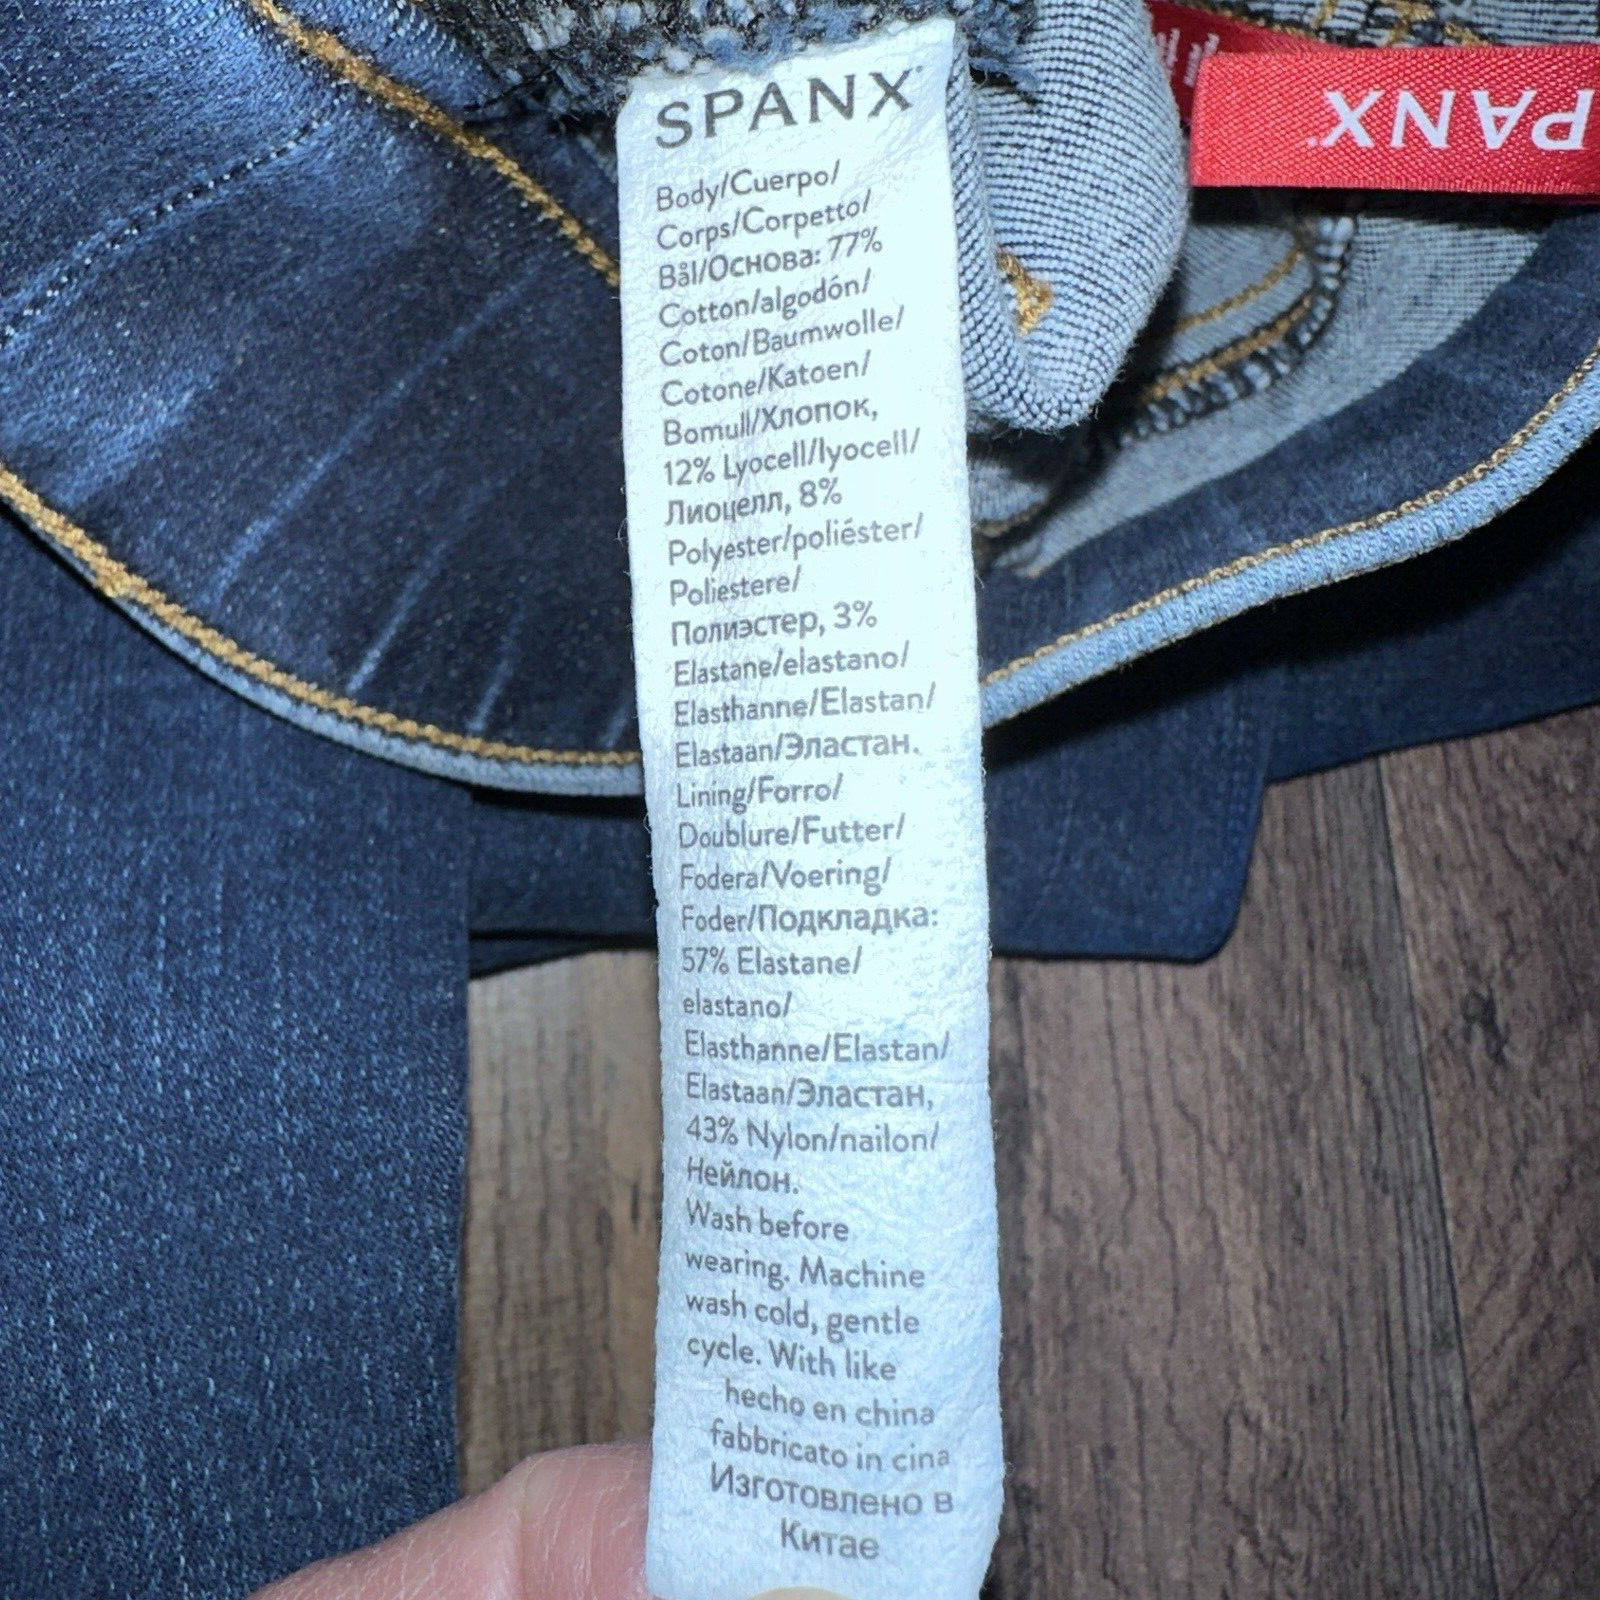 SPANX
Body/Cuerpo/
Corps/Corpetto/
Bål/Основа: 77%
Cotton/algodón/
Coton/Baumwolle/
Cotone/Katoen/
Bomull/Хлопок,
12% Lyocell/lyocell/
Лиоцелл, 8%
Polyester/poliéster/
Poliestere/
Полиэстер, 3%
Elastane/elastano/
Elasthanne/Elastan/
Elastaan/Эластан.
Lining/Forro/
Doublure/Futter/
Fodera/Voering/
Foder/Подкладка:
57% Elastane/
elastano/
Elasthanne/Elastan/
Elastaan/Эластан,
43% Nylon/nailon/
Нейлон.
Wash before
wearing. Machine
wash cold, gentle
cycle. With like
hecho en china
fabbricato in cina
Изготовлено в
Китае
PANX